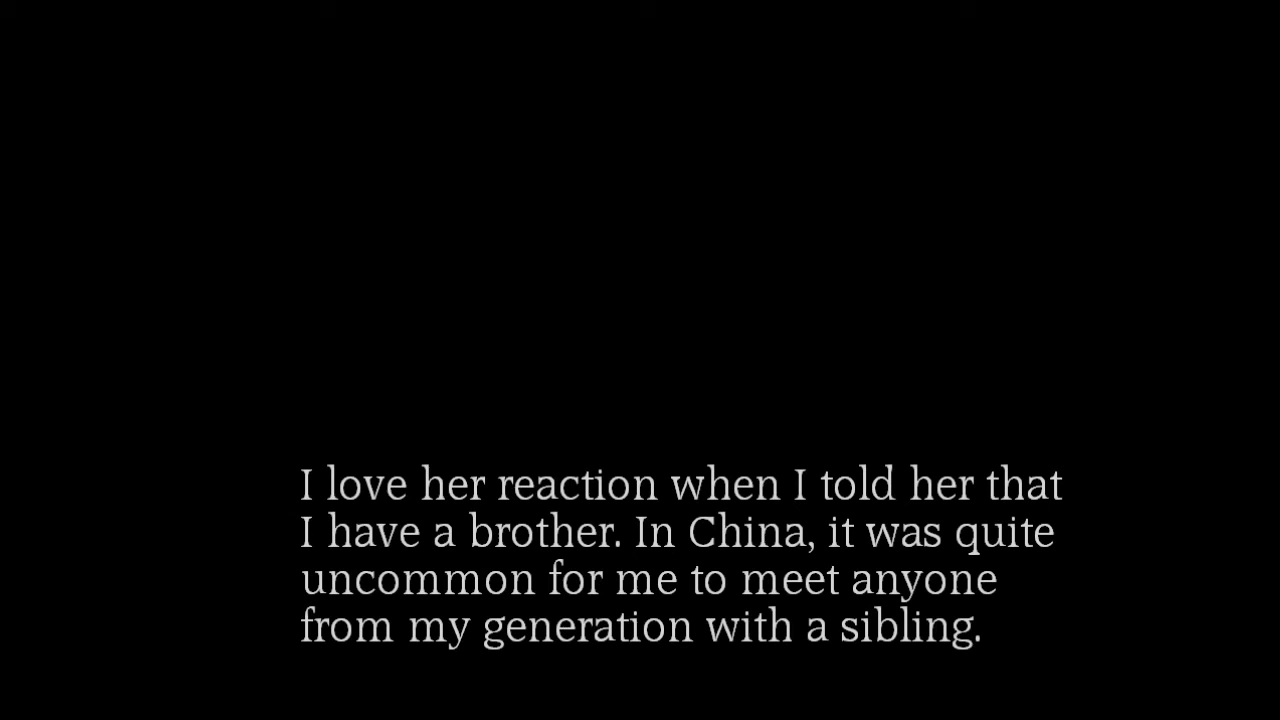 I love her reaction when I told her that
I have a brother. In China, it was quite
uncommon for me to meet anyone
from my generation with a sibling.